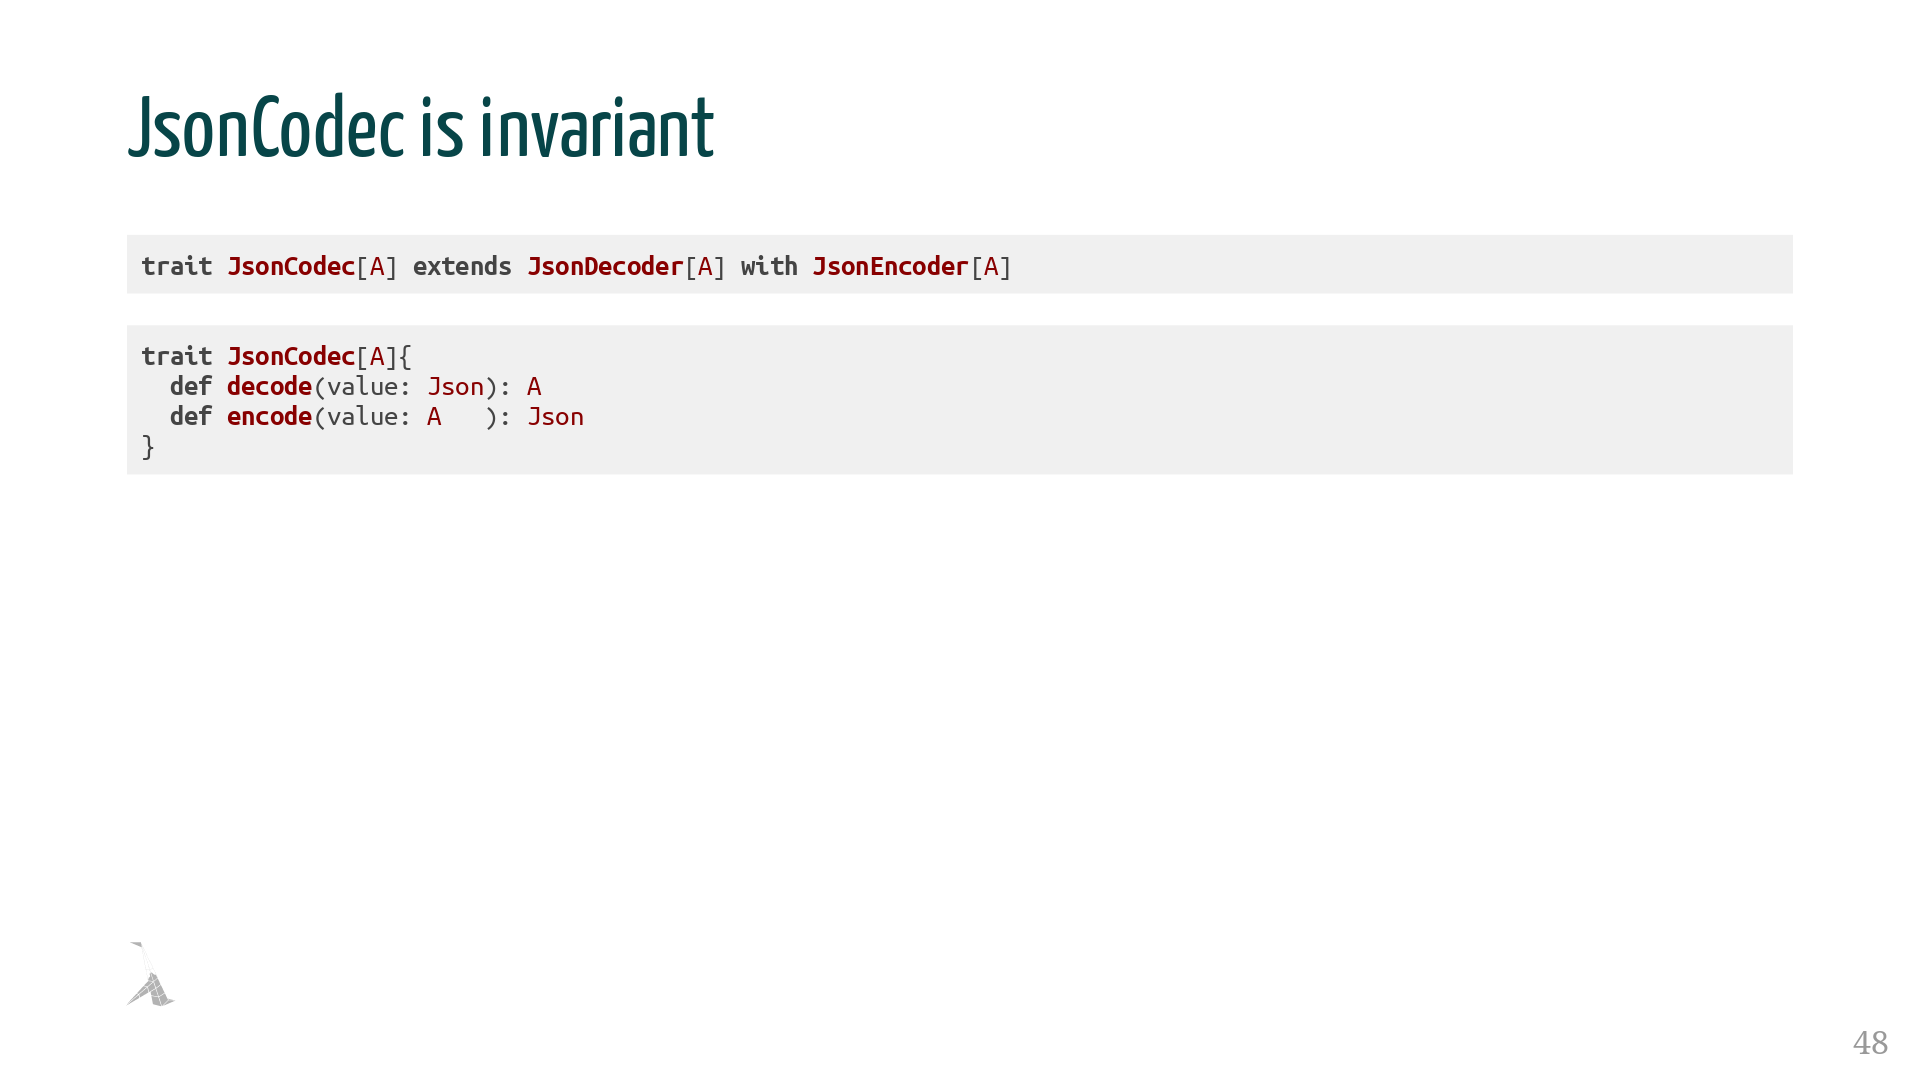 JsonCodec is invariant
trait JsonCodec[A] extends JsonDecoder[A] with JsonEncoder[A]
trait JsonCodec[A]{
  def decode(value: Json): A
  def encode(value: A   ): Json
}
48